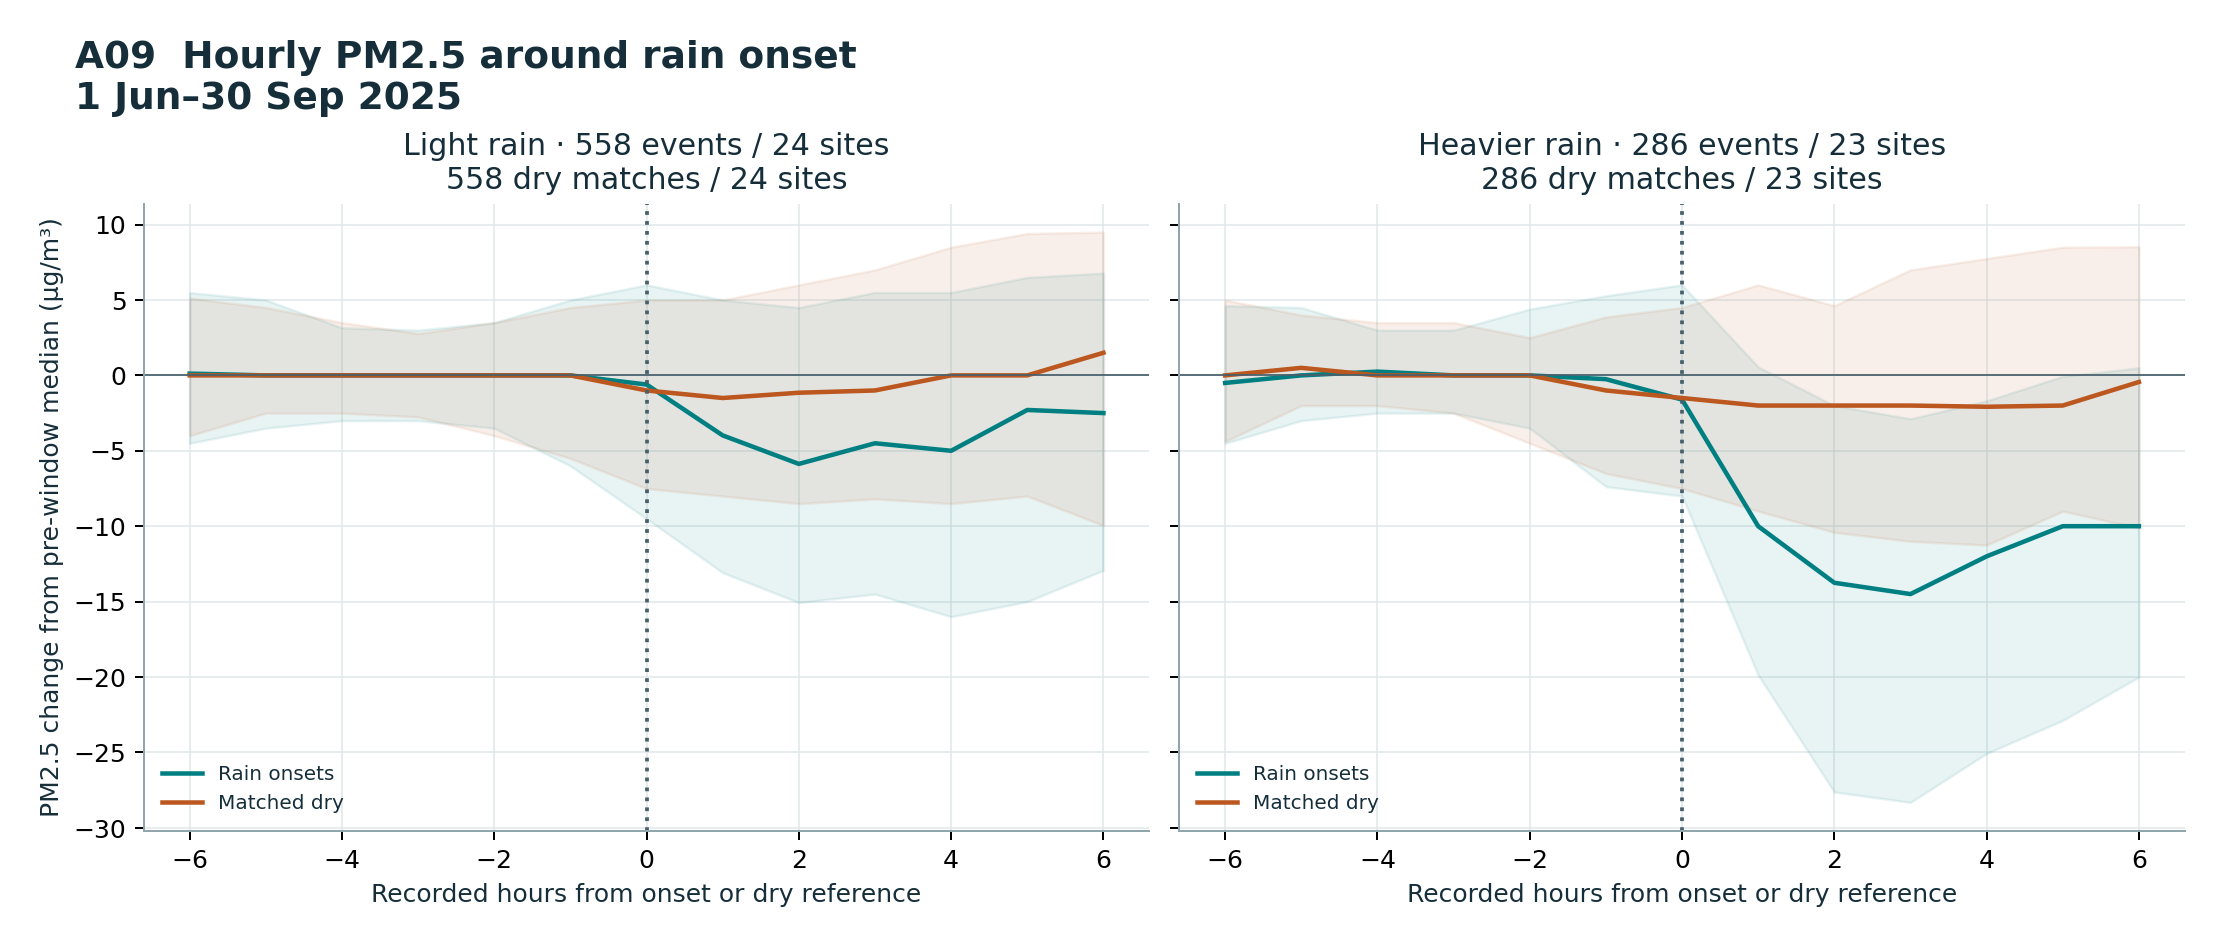 A09  Hourly PM2.5 around rain onset
1 Jun–30 Sep 2025
Light rain · 558 events / 24 sites
558 dry matches / 24 sites
Heavier rain · 286 events / 23 sites
286 dry matches / 23 sites
PM2.5 change from pre-window median (µg/m³)
10
5
0
−5
−10
−15
−20
−25
−30
Rain onsets
Matched dry
Rain onsets
Matched dry
−6 −4 −2 0 2 4 6
−6 −4 −2 0 2 4 6
Recorded hours from onset or dry reference
Recorded hours from onset or dry reference